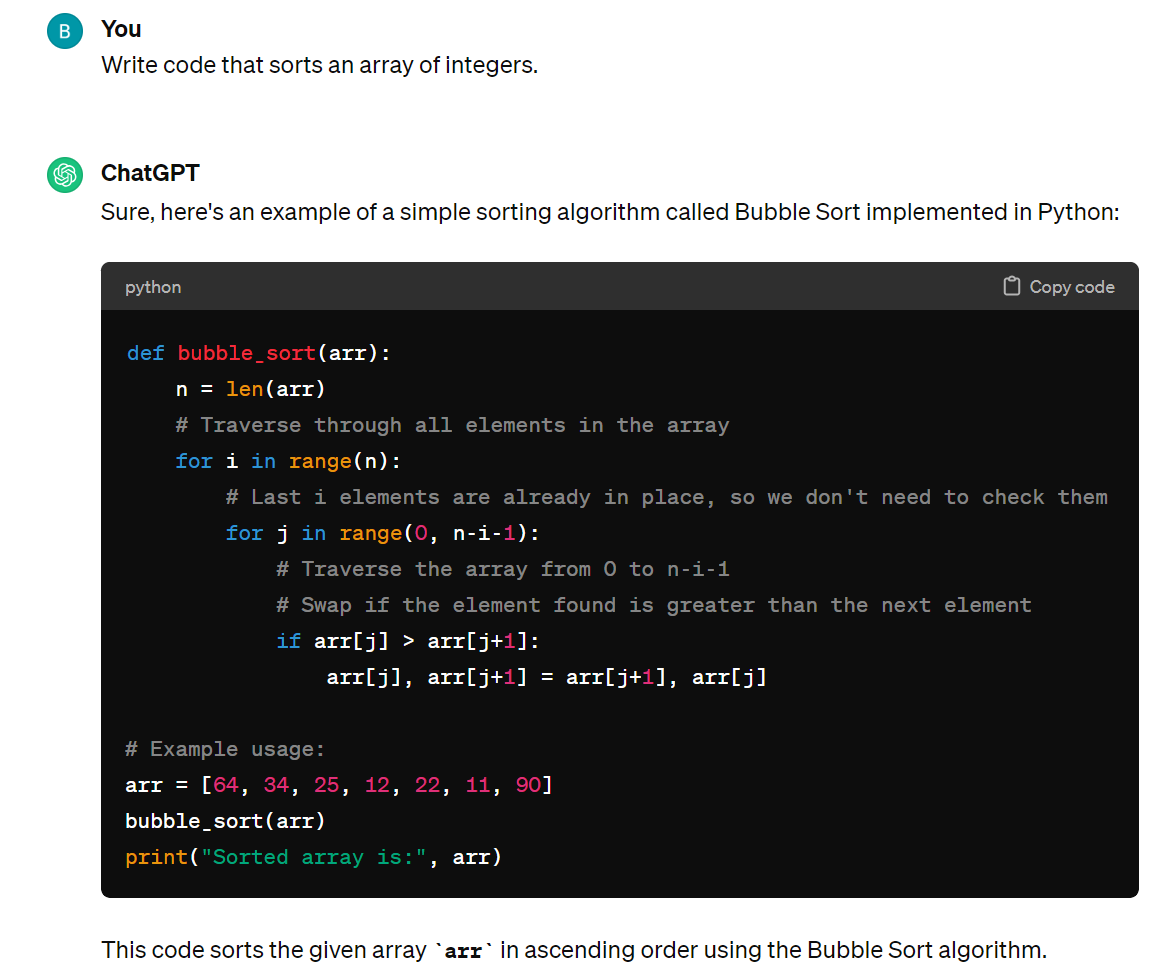 B
You
Write code that sorts an array of integers.
ChatGPT
Sure, here's an example of a simple sorting algorithm called Bubble Sort implemented in Python:
python Copy code
def bubble_sort(arr):
    n = len(arr)
    # Traverse through all elements in the array
    for i in range(n):
        # Last i elements are already in place, so we don't need to check them
        for j in range(0, n-i-1):
            # Traverse the array from 0 to n-i-1
            # Swap if the element found is greater than the next element
            if arr[j] > arr[j+1]:
                arr[j], arr[j+1] = arr[j+1], arr[j]
# Example usage:
arr = [64, 34, 25, 12, 22, 11, 90]
bubble_sort(arr)
print("Sorted array is:", arr)
This code sorts the given array `arr` in ascending order using the Bubble Sort algorithm.